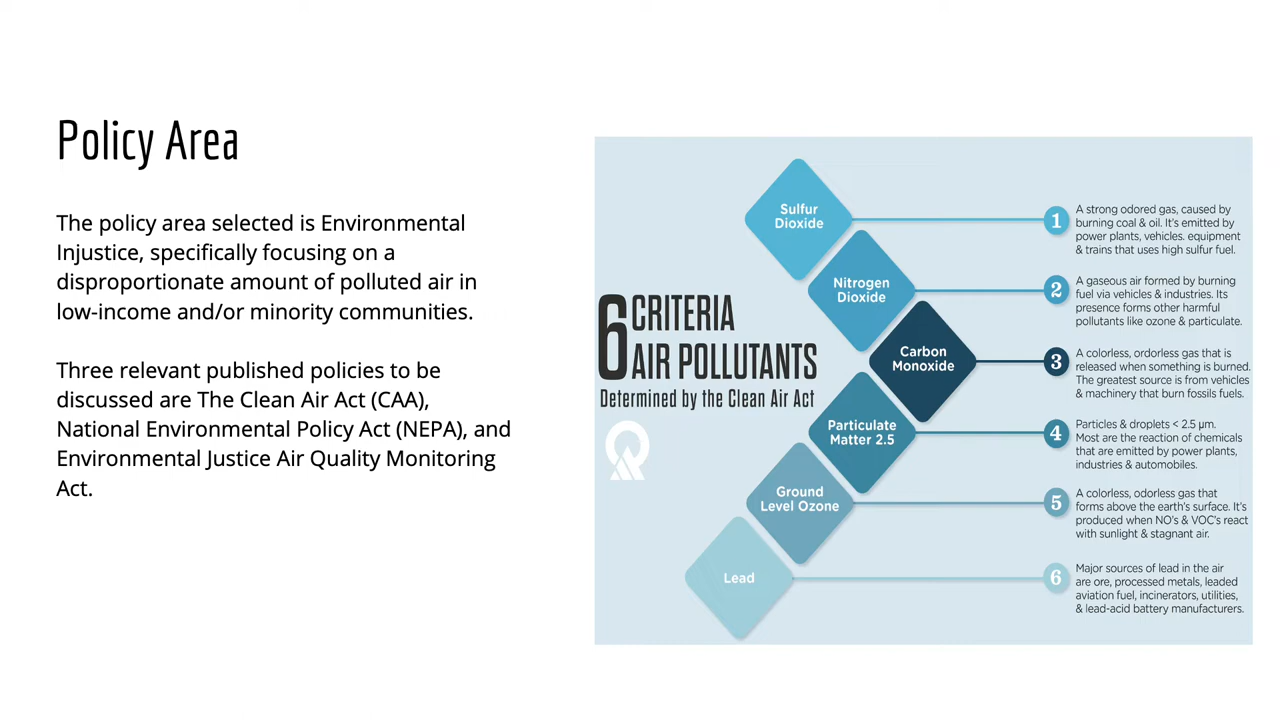 Policy Area
The policy area selected is Environmental
Injustice, specifically focusing on a
disproportionate amount of polluted air in
low-income and/or minority communities.
Three relevant published policies to be
discussed are The Clean Air Act (CAA),
National Environmental Policy Act (NEPA), and
Environmental Justice Air Quality Monitoring
Act.
6 CRITERIA
AIR POLLUTANTS
Determined by the Clean Air Act
Sulfur
Dioxide
1
A strong odored gas, caused by
burning coal & oil. It's emitted by
power plants, vehicles. equipment
& trains that uses high sulfur fuel.
Nitrogen
Dioxide
2
A gaseous air formed by burning
fuel via vehicles & industries. Its
presence forms other harmful
pollutants like ozone & particulate.
Carbon
Monoxide
3
A colorless, ordorless gas that is
released when something is burned.
The greatest source is from vehicles
& machinery that burn fossils fuels.
Particulate
Matter 2.5
4
Particles & droplets < 2.5 µm.
Most are the reaction of chemicals
that are emitted by power plants,
industries & automobiles.
Ground
Level Ozone
5
A colorless, odorless gas that
forms above the earth's surface. It's
produced when NO's & VOC's react
with sunlight & stagnant air.
Lead
6
Major sources of lead in the air
are ore, processed metals, leaded
aviation fuel, incinerators, utilities,
& lead-acid battery manufacturers.